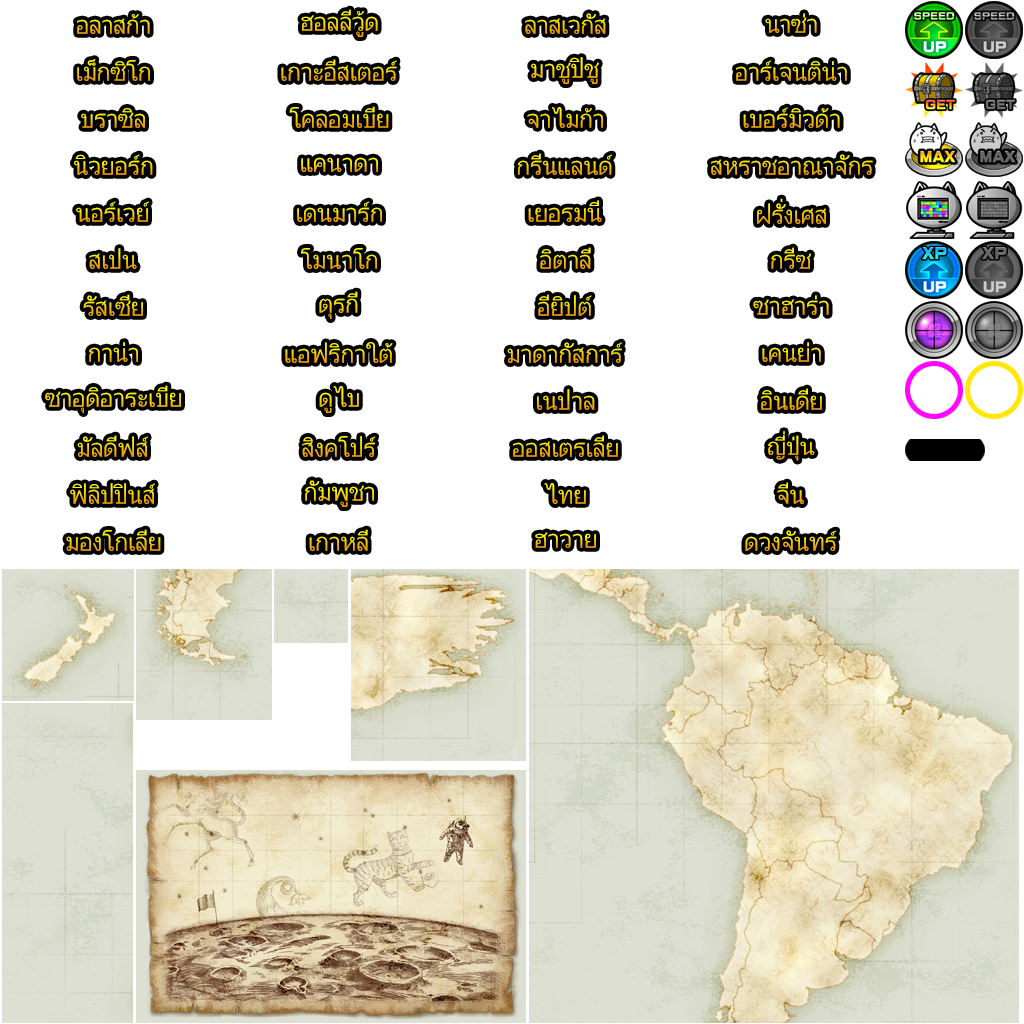 อลาสก้า ฮอลลีวู้ด ลาสเวกัส นาซ่า SPEED UP SPEED UP
เม็กซิโก เกาะอีสเตอร์ มาชูปิชู อาร์เจนติน่า GET GET
บราซิล โคลอมเบีย จาไมก้า เบอร์มิวด้า MAX MAX
นิวยอร์ก แคนาดา กรีนแลนด์ สหราชอาณาจักร
นอร์เวย์ เดนมาร์ก เยอรมนี ฝรั่งเศส
สเปน โมนาโก อิตาลี กรีซ XP UP XP UP
รัสเซีย ตุรกี อียิปต์ ซาฮาร่า
กาน่า แอฟริกาใต้ มาดากัสการ์ เคนย่า
ซาอุดิอาระเบีย ดูไบ เนปาล อินเดีย
มัลดีฟส์ สิงคโปร์ ออสเตรเลีย ญี่ปุ่น
ฟิลิปปินส์ กัมพูชา ไทย จีน
มองโกเลีย เกาหลี ฮาวาย ดวงจันทร์